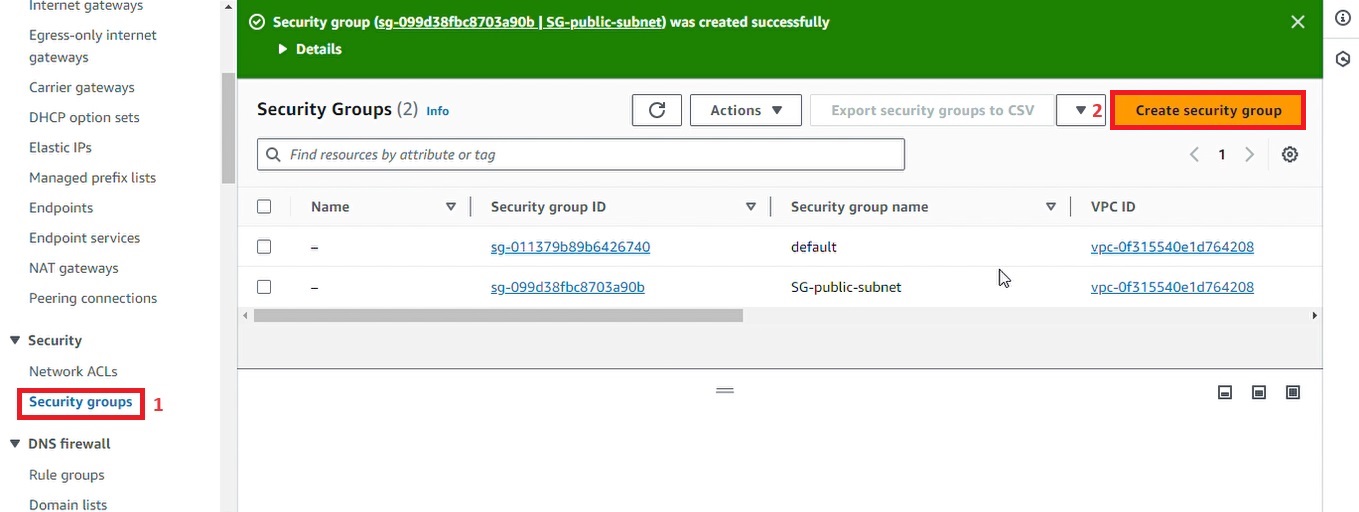 Internet gateways
Egress-only internet
gateways
Carrier gateways
DHCP option sets
Elastic IPs
Managed prefix lists
Endpoints
Endpoint services
NAT gateways
Peering connections
Security
Network ACLs
Security groups 1
DNS firewall
Rule groups
Domain lists
Security group (sg-099d38fbc8703a90b | SG-public-subnet) was created successfully
Details
Security Groups (2) Info Actions Export security groups to CSV 2 Create security group
Find resources by attribute or tag 1
Name Security group ID Security group name VPC ID
– sg-011379b89b6426740 default vpc-0f315540e1d764208
– sg-099d38fbc8703a90b SG-public-subnet vpc-0f315540e1d764208